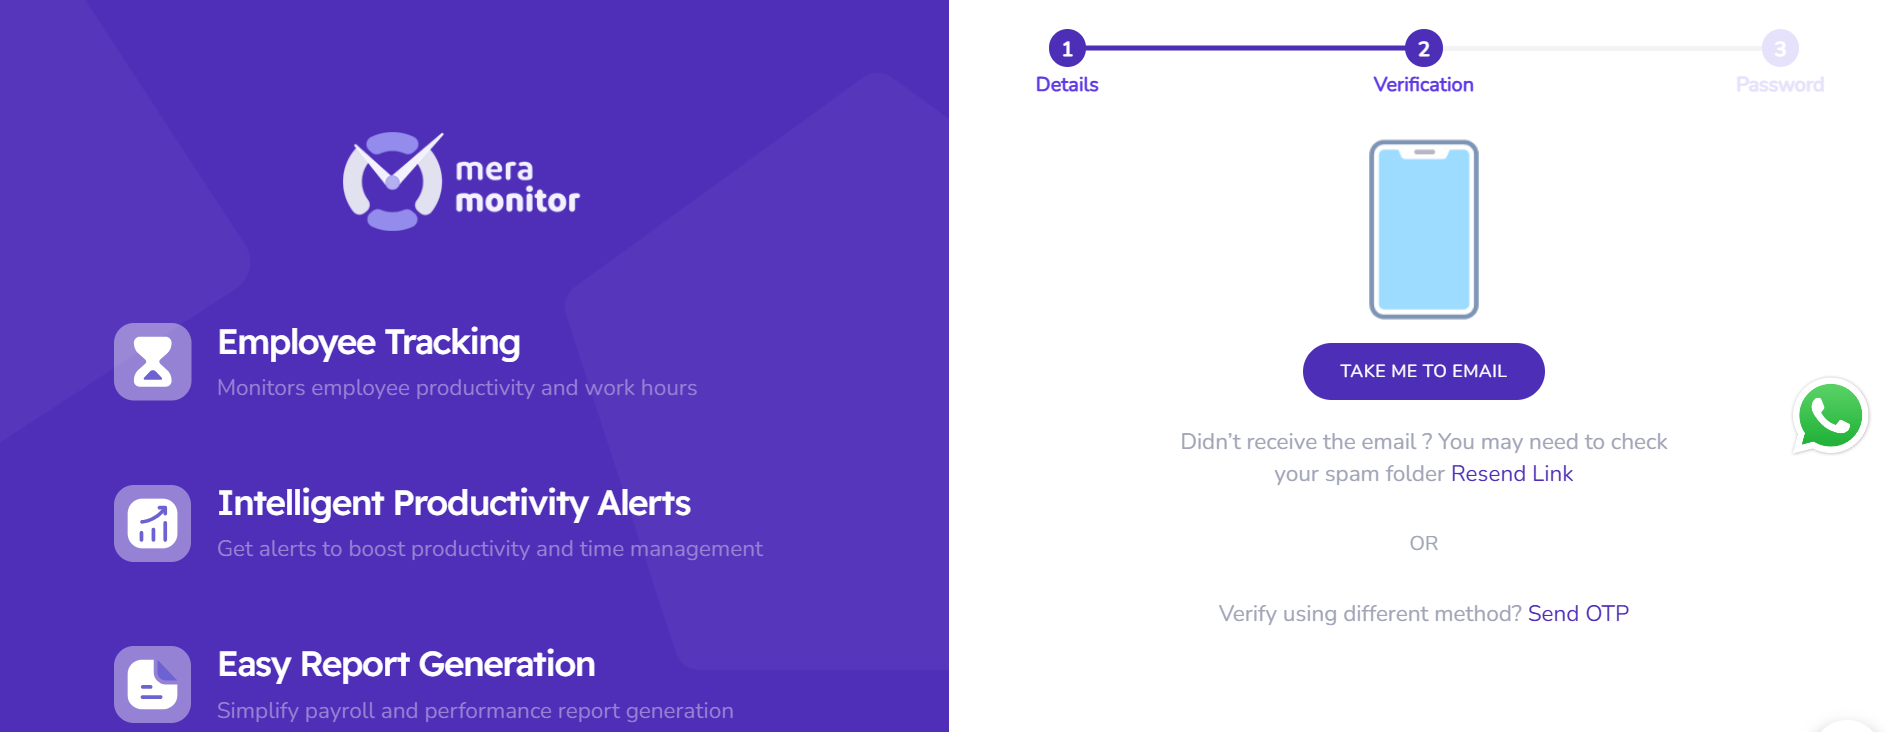 mera
monitor
Employee Tracking
Monitors employee productivity and work hours
Intelligent Productivity Alerts
Get alerts to boost productivity and time management
Easy Report Generation
Simplify payroll and performance report generation
1
2
3
Details
Verification
Password
TAKE ME TO EMAIL
Didn’t receive the email ? You may need to check
your spam folder Resend Link
OR
Verify using different method? Send OTP